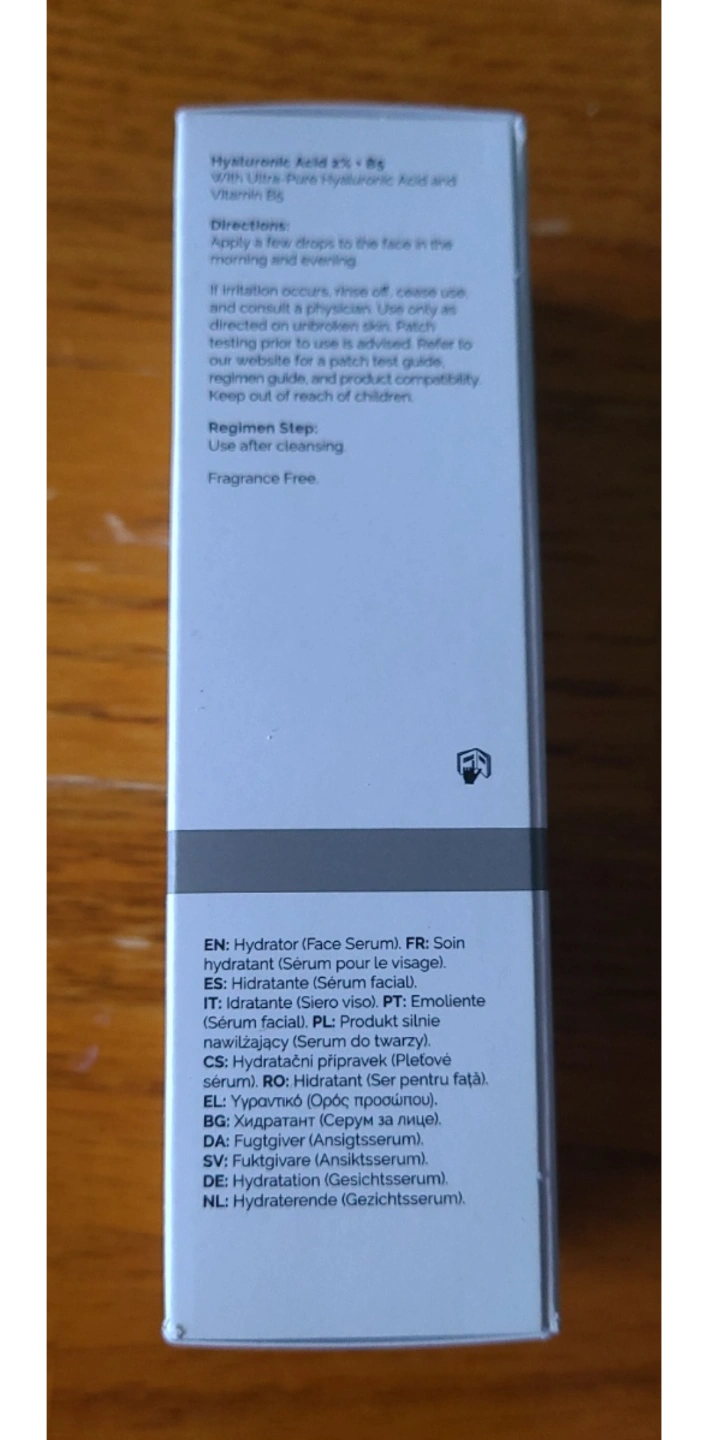 Hyaluronic Acid 2% + B5
With Ultra-Pure Hyaluronic Acid and
Vitamin B5
Directions:
Apply a few drops to the face in the
morning and evening.
If irritation occurs, rinse off, cease use,
and consult a physician. Use only as
directed on unbroken skin. Patch
testing prior to use is advised. Refer to
our website for a patch test guide,
regimen guide, and product compatibility.
Keep out of reach of children.
Regimen Step:
Use after cleansing.
Fragrance Free.
EN: Hydrator (Face Serum). FR: Soin
hydratant (Sérum pour le visage).
ES: Hidratante (Sérum facial).
IT: Idratante (Siero viso). PT: Emoliente
(Sérum facial). PL: Produkt silnie
nawilżający (Serum do twarzy).
CS: Hydratační přípravek (Pleťové
sérum). RO: Hidratant (Ser pentru față).
EL: Υγραντικό (Ορός προσώπου).
BG: Хидратант (Серум за лице).
DA: Fugtgiver (Ansigtsserum).
SV: Fuktgivare (Ansiktsserum).
DE: Hydratation (Gesichtsserum).
NL: Hydraterende (Gezichtsserum).